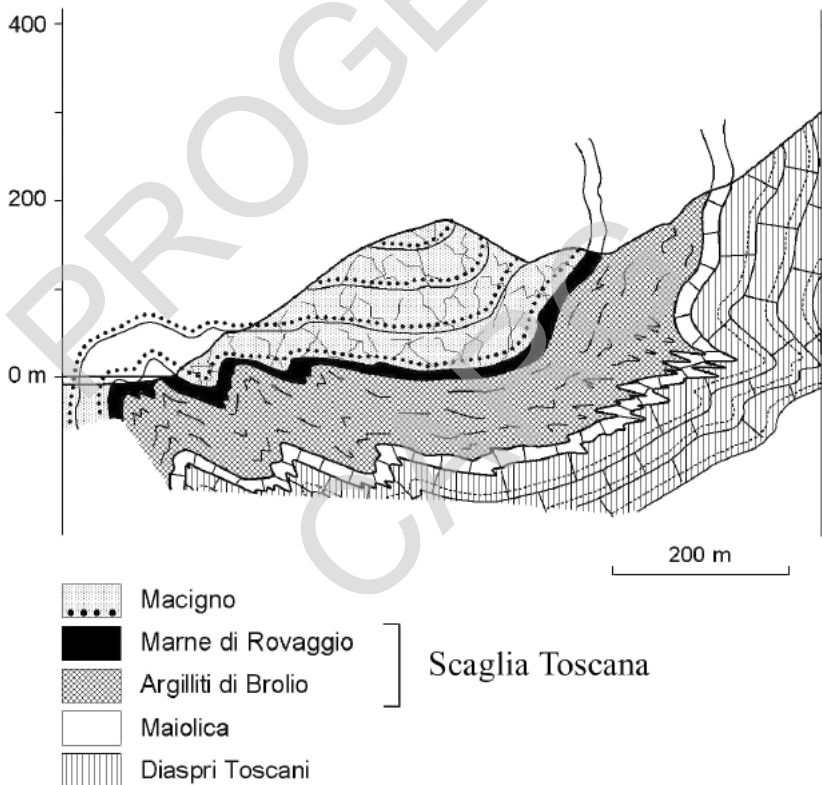 400
200
0 m
200 m
Macigno
Marne di Rovaggio
Argilliti di Brolio
Scaglia Toscana
Maiolica
Diaspri Toscani